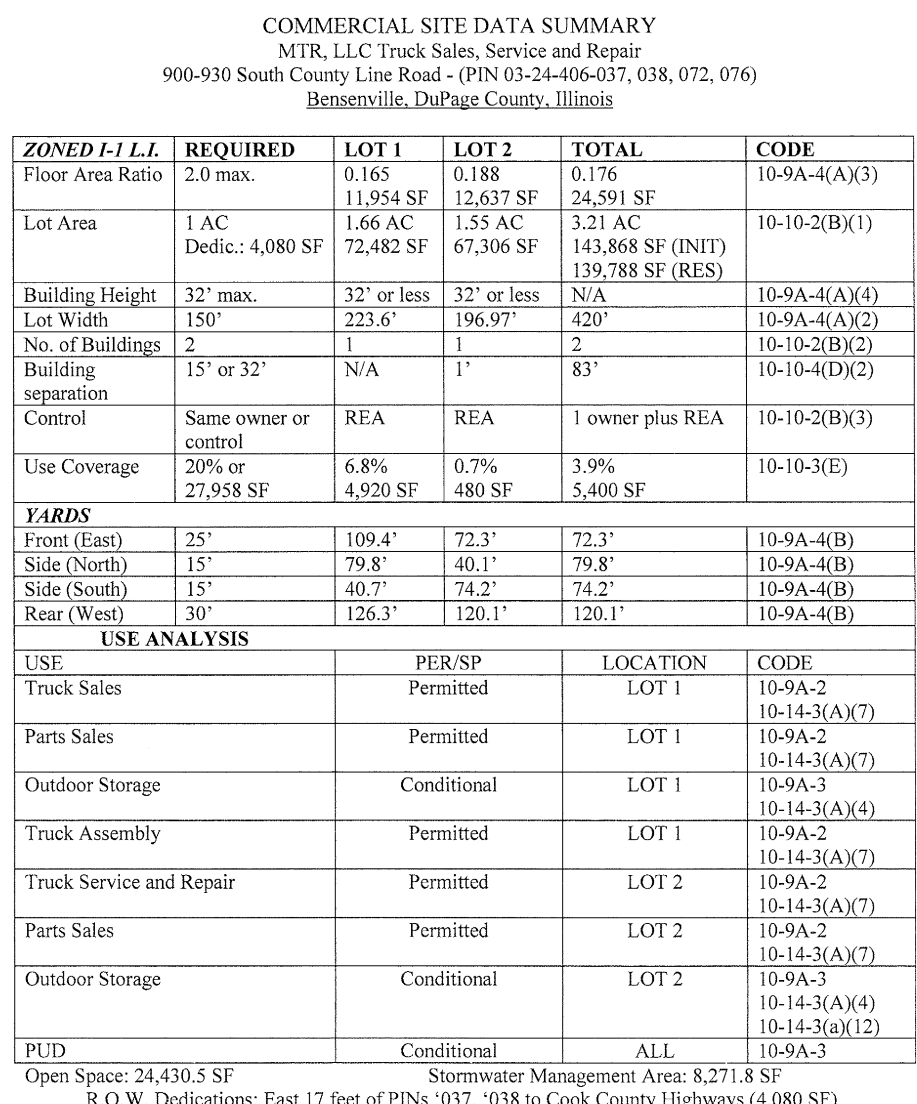 COMMERCIAL SITE DATA SUMMARY
MTR, LLC Truck Sales, Service and Repair
900-930 South County Line Road - (PIN 03-24-406-037, 038, 072, 076)
Bensenville, DuPage County, Illinois
ZONED I-1 L.I. REQUIRED LOT 1 LOT 2 TOTAL CODE
Floor Area Ratio 2.0 max. 0.165 0.188 0.176 10-9A-4(A)(3)
11,954 SF 12,637 SF 24,591 SF
Lot Area 1 AC 1.66 AC 1.55 AC 3.21 AC 10-10-2(B)(1)
Dedic.: 4,080 SF 72,482 SF 67,306 SF 143,868 SF (INIT)
139,788 SF (RES)
Building Height 32' max. 32' or less 32' or less N/A 10-9A-4(A)(4)
Lot Width 150' 223.6' 196.97' 420' 10-9A-4(A)(2)
No. of Buildings 2 1 1 2 10-10-2(B)(2)
Building 15' or 32' N/A 1' 83' 10-10-4(D)(2)
separation
Control Same owner or REA REA 1 owner plus REA 10-10-2(B)(3)
control
Use Coverage 20% or 6.8% 0.7% 3.9% 10-10-3(E)
27,958 SF 4,920 SF 480 SF 5,400 SF
YARDS
Front (East) 25' 109.4' 72.3' 72.3' 10-9A-4(B)
Side (North) 15' 79.8' 40.1' 79.8' 10-9A-4(B)
Side (South) 15' 40.7' 74.2' 74.2' 10-9A-4(B)
Rear (West) 30' 126.3' 120.1' 120.1' 10-9A-4(B)
USE ANALYSIS
USE PER/SP LOCATION CODE
Truck Sales Permitted LOT 1 10-9A-2
10-14-3(A)(7)
Parts Sales Permitted LOT 1 10-9A-2
10-14-3(A)(7)
Outdoor Storage Conditional LOT 1 10-9A-3
10-14-3(A)(4)
Truck Assembly Permitted LOT 1 10-9A-2
10-14-3(A)(7)
Truck Service and Repair Permitted LOT 2 10-9A-2
10-14-3(A)(7)
Parts Sales Permitted LOT 2 10-9A-2
10-14-3(A)(7)
Outdoor Storage Conditional LOT 2 10-9A-3
10-14-3(A)(4)
10-14-3(a)(12)
PUD Conditional ALL 10-9A-3
Open Space: 24,430.5 SF Stormwater Management Area: 8,271.8 SF
R.O.W. Dedications: East 17 feet of PINs '037, '038 to Cook County Highways (4,080 SF)